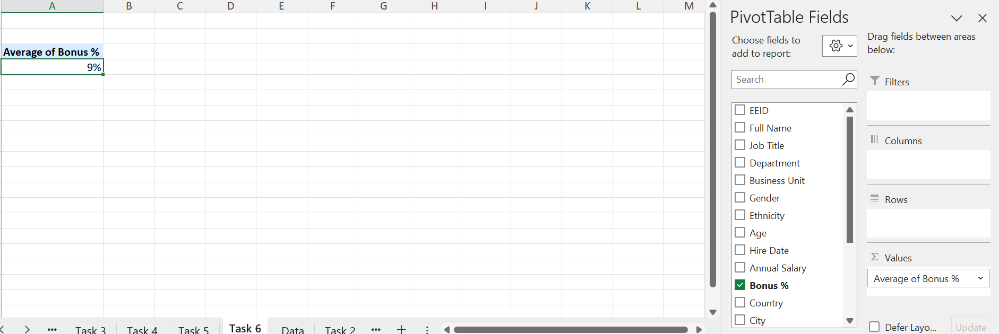 A B C D E F G H I J K L M
Average of Bonus %
9%
Task 3 Task 4 Task 5 Task 6 Data Task 2
PivotTable Fields
Choose fields to
add to report:
Search
EEID
Full Name
Job Title
Department
Business Unit
Gender
Ethnicity
Age
Hire Date
Annual Salary
Bonus %
Country
City
Drag fields between areas
below:
Filters
Columns
Rows
Σ Values
Average of Bonus %
Defer Layo... Update